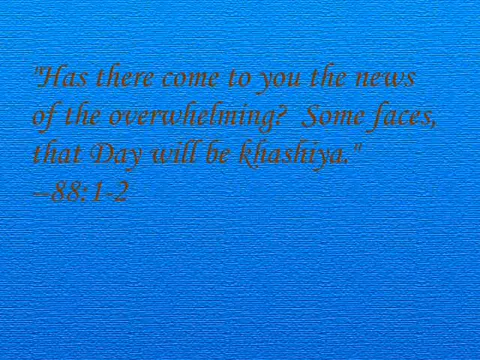 "Has there come to you the news
of the overwhelming? Some faces,
that Day will be khashiya."
–88:1-2